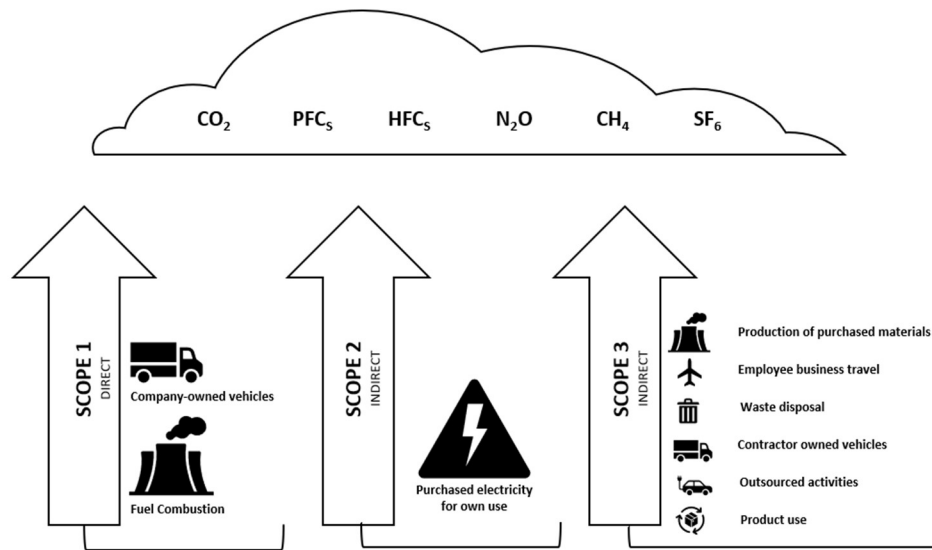 CO₂ PFCₛ HFCₛ N₂O CH₄ SF₆
SCOPE 1
DIRECT
Company-owned vehicles
Fuel Combustion
SCOPE 2
INDIRECT
Purchased electricity
for own use
SCOPE 3
INDIRECT
Production of purchased materials
Employee business travel
Waste disposal
Contractor owned vehicles
Outsourced activities
Product use